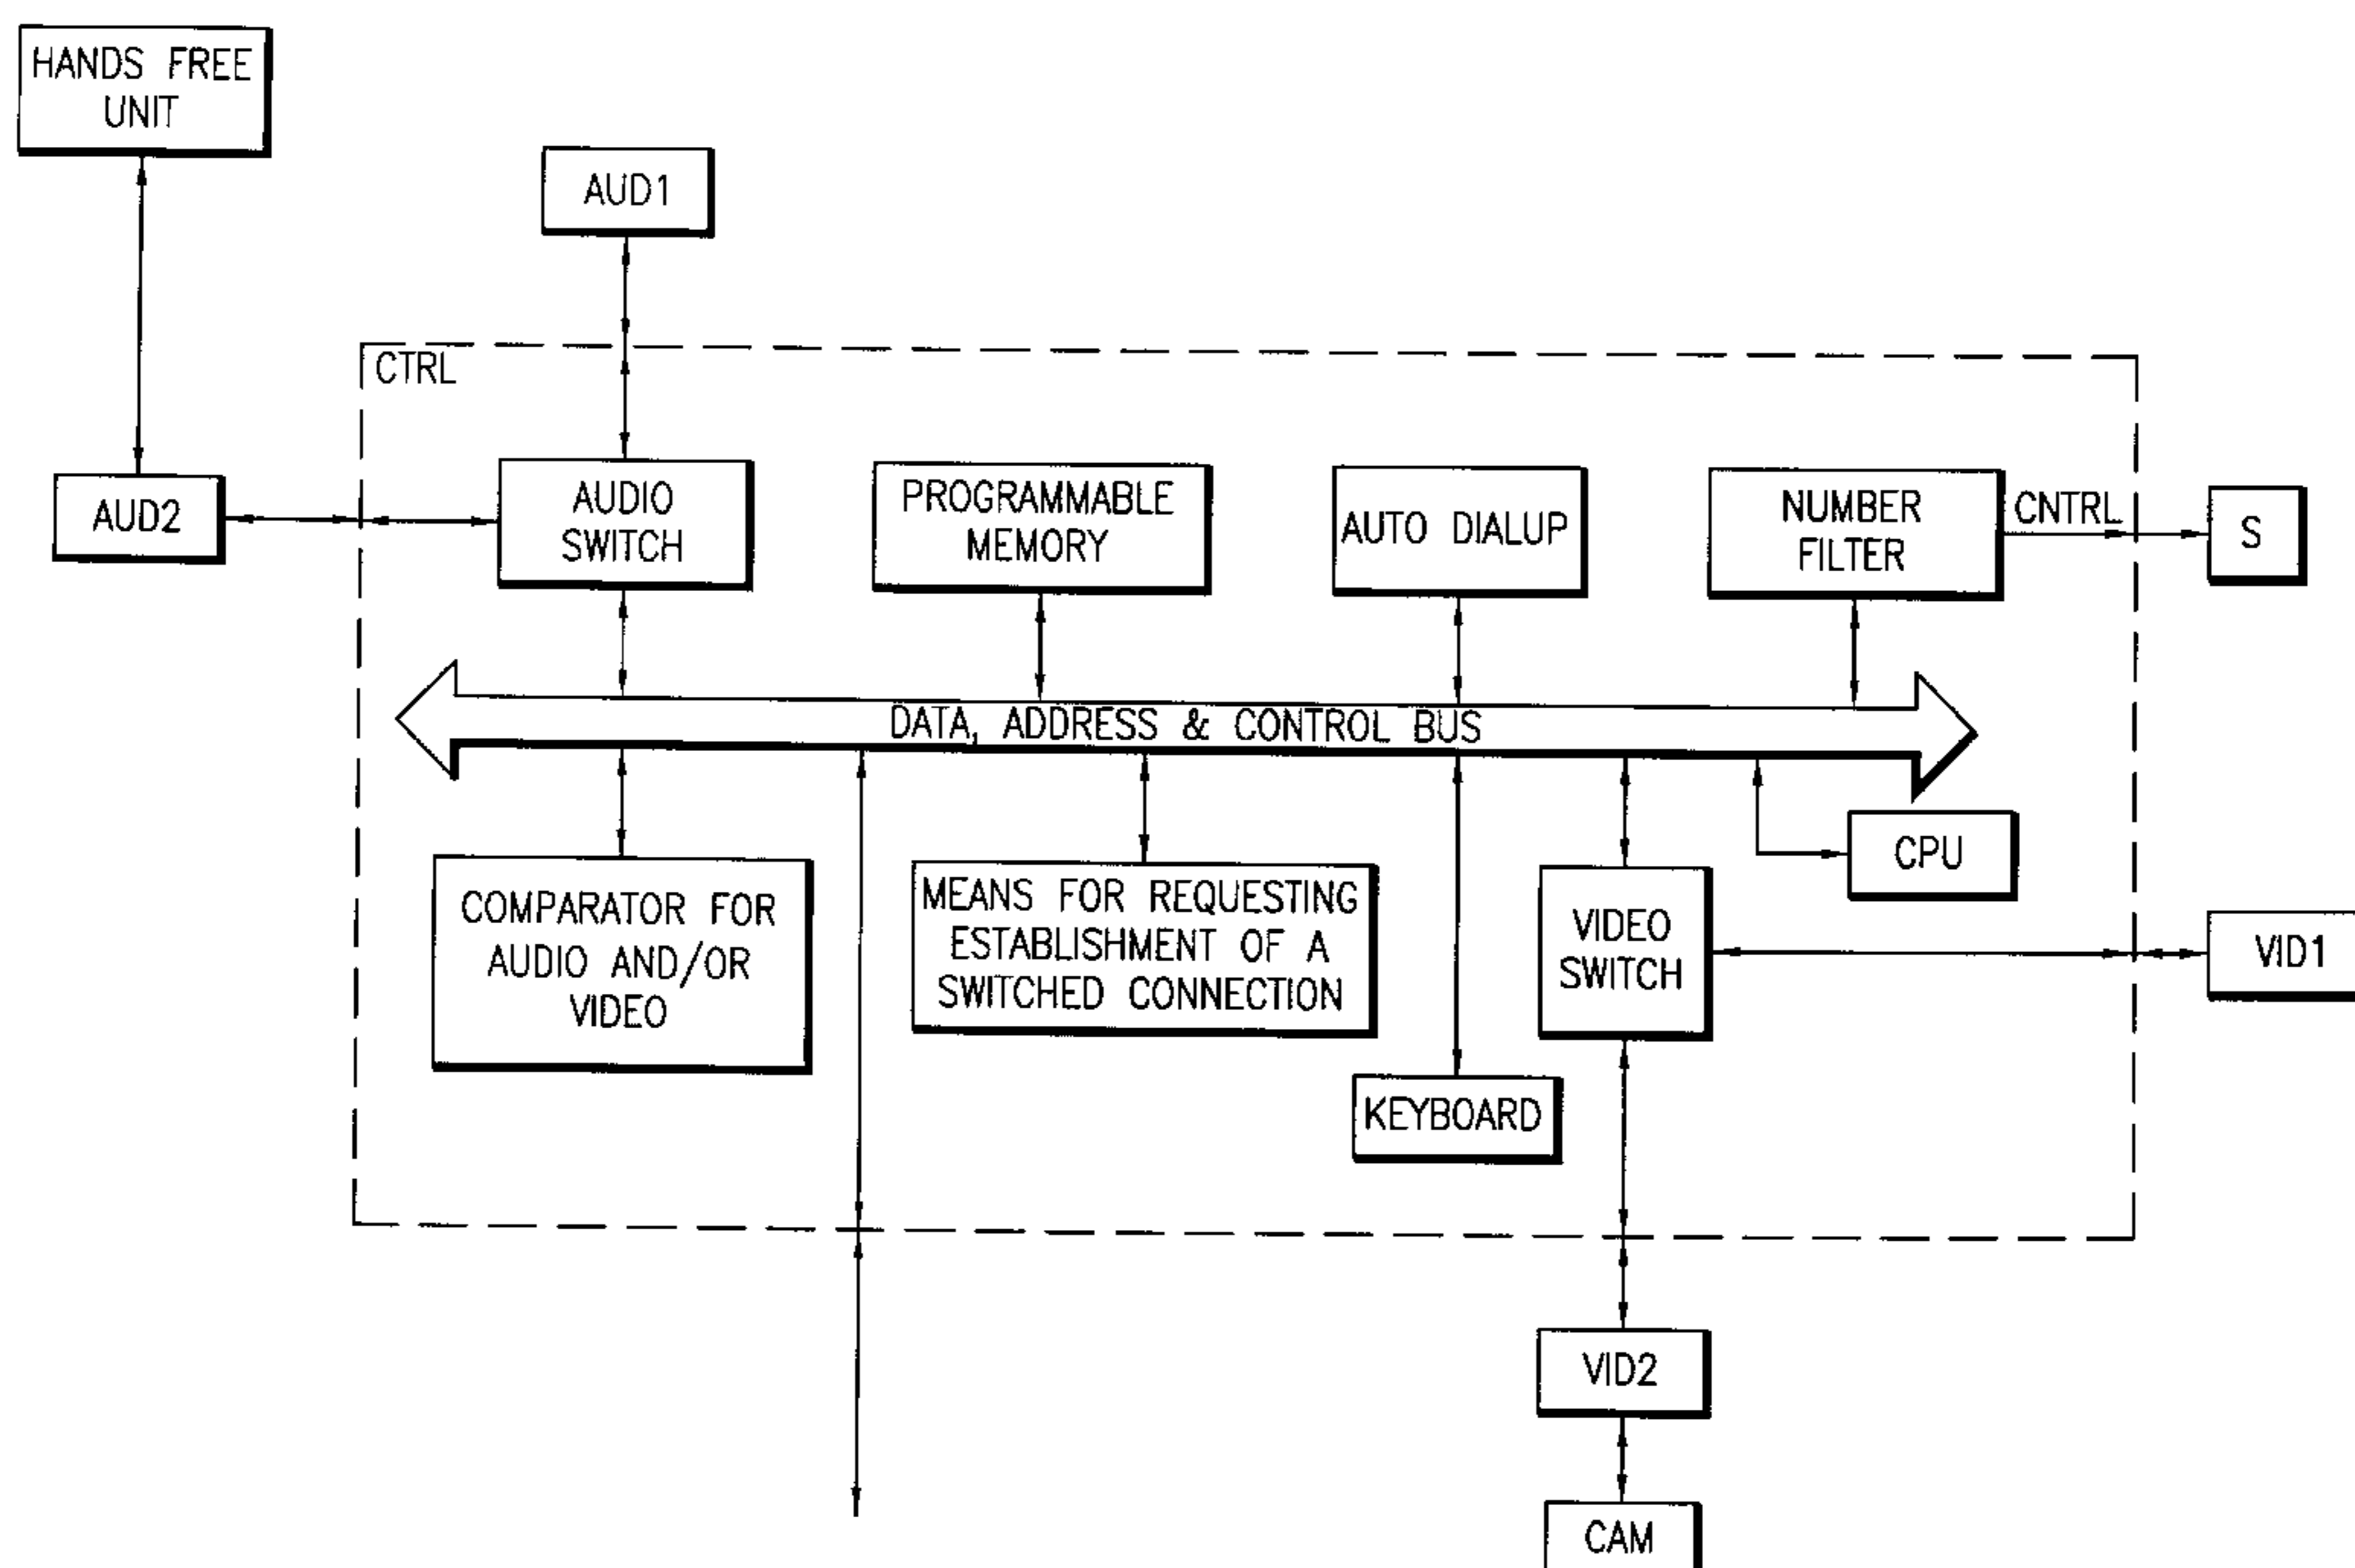 HANDS FREE
UNIT
AUD1
CTRL
AUD2
AUDIO
SWITCH
PROGRAMMABLE
MEMORY
AUTO DIALUP
NUMBER
FILTER
CNTRL
S
DATA, ADDRESS & CONTROL BUS
COMPARATOR FOR
AUDIO AND/OR
VIDEO
MEANS FOR REQUESTING
ESTABLISHMENT OF A
SWITCHED CONNECTION
VIDEO
SWITCH
CPU
VID1
KEYBOARD
VID2
CAM